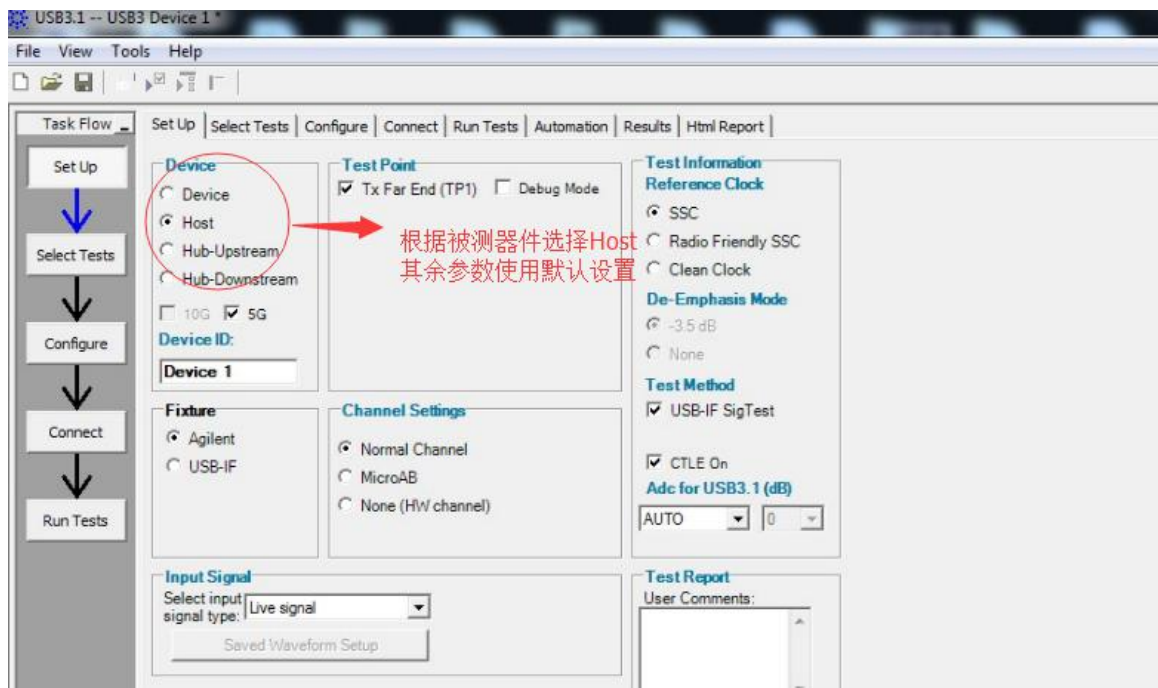 USB3.1 -- USB3 Device 1 *
File View Tools Help
Task Flow
Set Up
Select Tests
Configure
Connect
Run Tests
Set Up Select Tests Configure Connect Run Tests Automation Results Html Report
Device
Device
Host
Hub-Upstream
Hub-Downstream
10G 5G
Device ID:
Device 1
Test Point
Tx Far End (TP1) Debug Mode
根据被测器件选择Host
其余参数使用默认设置
Test Information
Reference Clock
SSC
Radio Friendly SSC
Clean Clock
De-Emphasis Mode
-3.5 dB
None
Test Method
USB-IF SigTest
CTLE On
Adc for USB3.1 (dB)
AUTO 0
Fixture
Agilent
USB-IF
Channel Settings
Normal Channel
MicroAB
None (HW channel)
Input Signal
Select input
signal type: Live signal
Saved Waveform Setup
Test Report
User Comments: